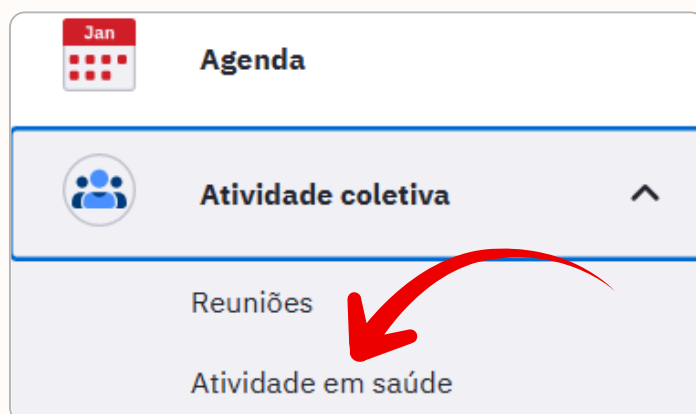 Jan
Agenda
Atividade coletiva
Reuniões
Atividade em saúde